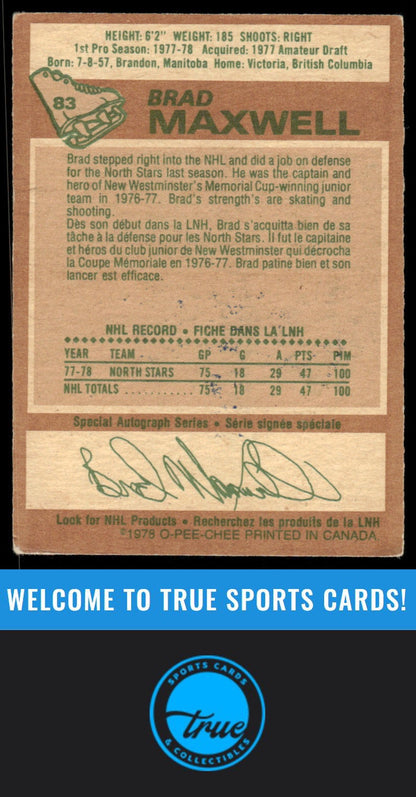 HEIGHT: 6'2" WEIGHT: 185 SHOOTS: RIGHT
1st Pro Season: 1977-78 Acquired: 1977 Amateur Draft
Born: 7-8-57, Brandon, Manitoba Home: Victoria, British Columbia
83
BRAD
MAXWELL
Brad stepped right into the NHL and did a job on defense
for the North Stars last season. He was the captain and
hero of New Westminster's Memorial Cup-winning junior
team in 1976-77. Brad's strength's are skating and
shooting.
Dès son début dans la LNH, Brad s'acquitta bien de sa
tâche à la défense pour les North Stars. Il fut le capitaine
et héros du club junior de New Westminster qui décrocha
la Coupe Mémoriale en 1976-77. Brad patine bien et son
lancer est efficace.
NHL RECORD • FICHE DANS LA LNH
YEAR TEAM GP G A PTS PIM
77-78 NORTH STARS 75 18 29 47 100
NHL TOTALS 75 18 29 47 100
Special Autograph Series • Série signée spéciale
Brad Maxwell
Look for NHL Products • Recherchez les produits de la LNH
©1978 O-PEE-CHEE PRINTED IN CANADA
WELCOME TO TRUE SPORTS CARDS!
SPORTS CARDS
true
& COLLECTIBLES